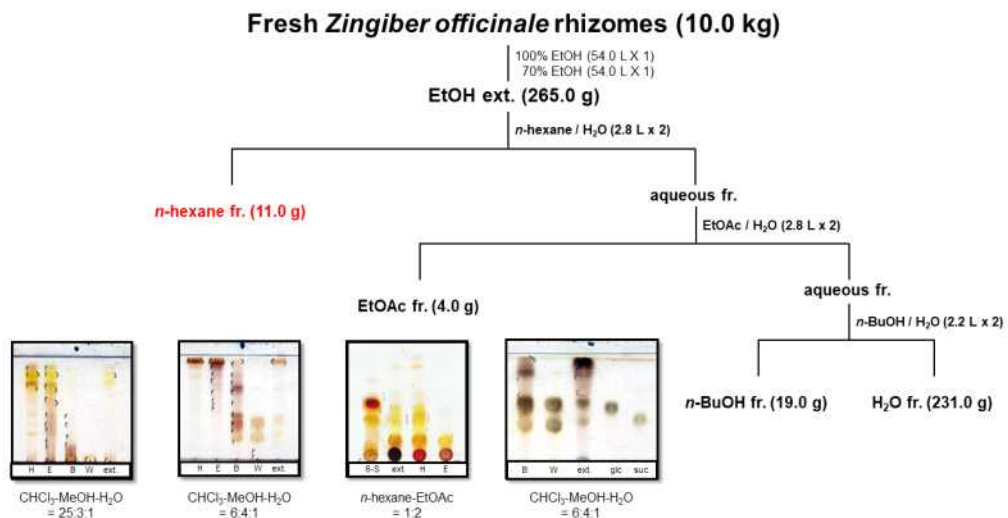 Fresh Zingiber officinale rhizomes (10.0 kg)
100% EtOH (54.0 L X 1)
70% EtOH (54.0 L X 1)
EtOH ext. (265.0 g)
n-hexane / H₂O (2.8 L x 2)
n-hexane fr. (11.0 g)
aqueous fr.
EtOAc / H₂O (2.8 L x 2)
EtOAc fr. (4.0 g)
aqueous fr.
n-BuOH / H₂O (2.2 L x 2)
n-BuOH fr. (19.0 g)
H₂O fr. (231.0 g)
H E B W ext.
H E B W ext.
6-S ext H E
B W ext. glc suc
CHCl₃-MeOH-H₂O
= 25:3:1
CHCl₃-MeOH-H₂O
= 6:4:1
n-hexane-EtOAc
= 1:2
CHCl₃-MeOH-H₂O
= 6:4:1